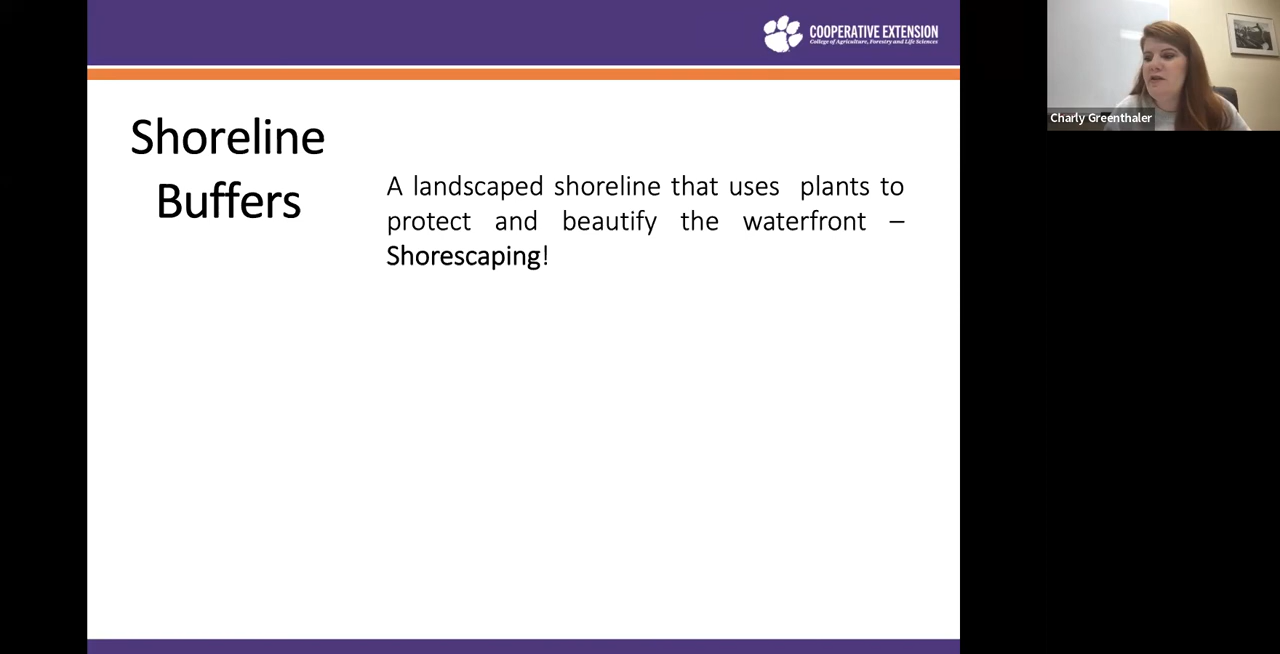 COOPERATIVE EXTENSION
College of Agriculture, Forestry and Life Sciences
Shoreline
Buffers
A landscaped shoreline that uses plants to
protect and beautify the waterfront –
Shorescaping!
Charly Greenthaler